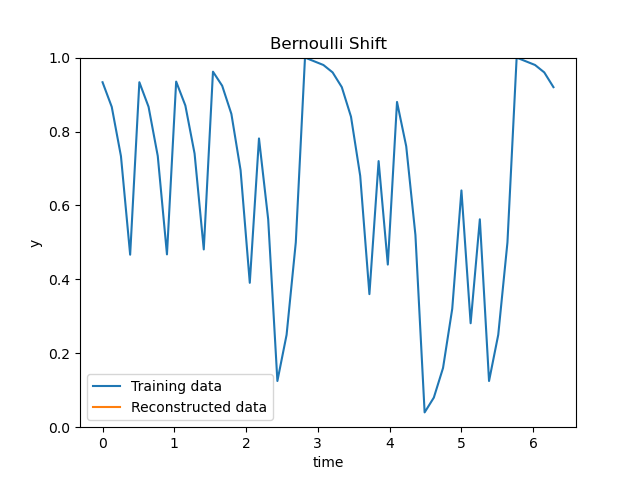 Bernoulli Shift
1.0
0.8
0.6
0.4
0.2
0.0
y
Training data
Reconstructed data
0 1 2 3 4 5 6
time